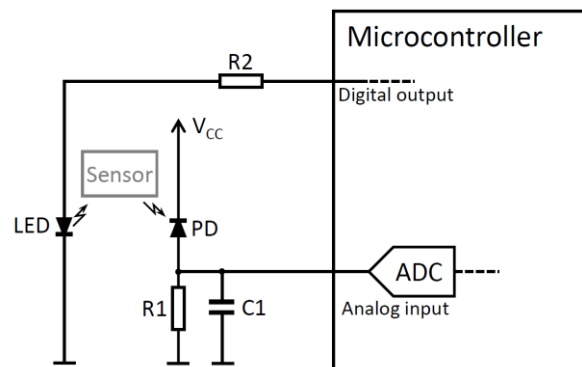 Microcontroller
R2
Digital output
V_CC
Sensor
LED
PD
ADC
R1
C1
Analog input